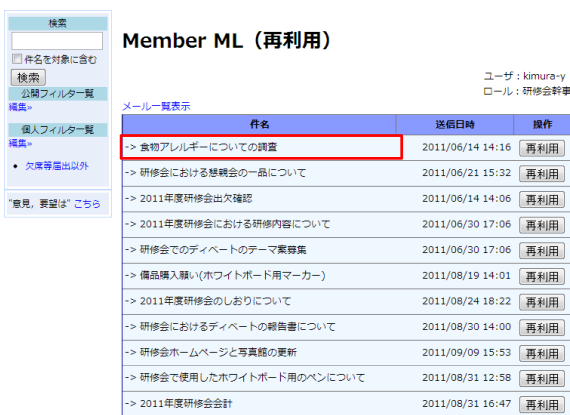 検索
件名を対象に含む
検索
公開フィルター覧
編集»
個人フィルター覧
編集»
欠席等届出以外
"意見，要望は" こちら
Member ML（再利用）
ユーザ：kimura-y
ロール：研修会幹事
メール一覧表示
件名 送信日時 操作
-> 食物アレルギーについての調査 2011/06/14 14:16 再利用
-> 研修会における懇親会の一品について 2011/06/21 15:32 再利用
-> 2011年度研修会出欠確認 2011/06/14 14:06 再利用
-> 2011年度研修会における研修内容について 2011/06/30 17:06 再利用
-> 研修会でのディベートのテーマ案募集 2011/06/30 17:06 再利用
-> 備品購入願い(ホワイトボード用マーカー) 2011/08/19 14:01 再利用
-> 2011年度研修会のしおりについて 2011/08/24 18:22 再利用
-> 研修会におけるディベートの報告書について 2011/08/30 14:00 再利用
-> 研修会ホームページと写真館の更新 2011/09/09 15:53 再利用
-> 研修会で使用したホワイトボード用のペンについて 2011/08/31 12:58 再利用
-> 2011年度研修会会計 2011/08/31 16:47 再利用